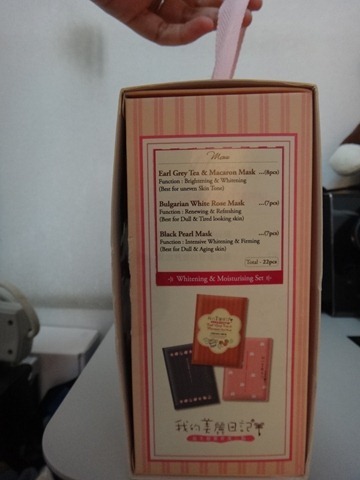 Menu
Earl Grey Tea & Macaron Mask ....(8pcs)
Function : Brightening & Whitening
(Best for uneven Skin Tone)
Bulgarian White Rose Mask ....(7pcs)
Function : Renewing & Refreshing
(Best for Dull & Tired looking skin)
Black Pearl Mask ....(7pcs)
Function : Intensive Whitening & Firming
(Best for Dull & Aging skin)
Total - 22pcs
Whitening & Moisturising Set
我的美麗日記